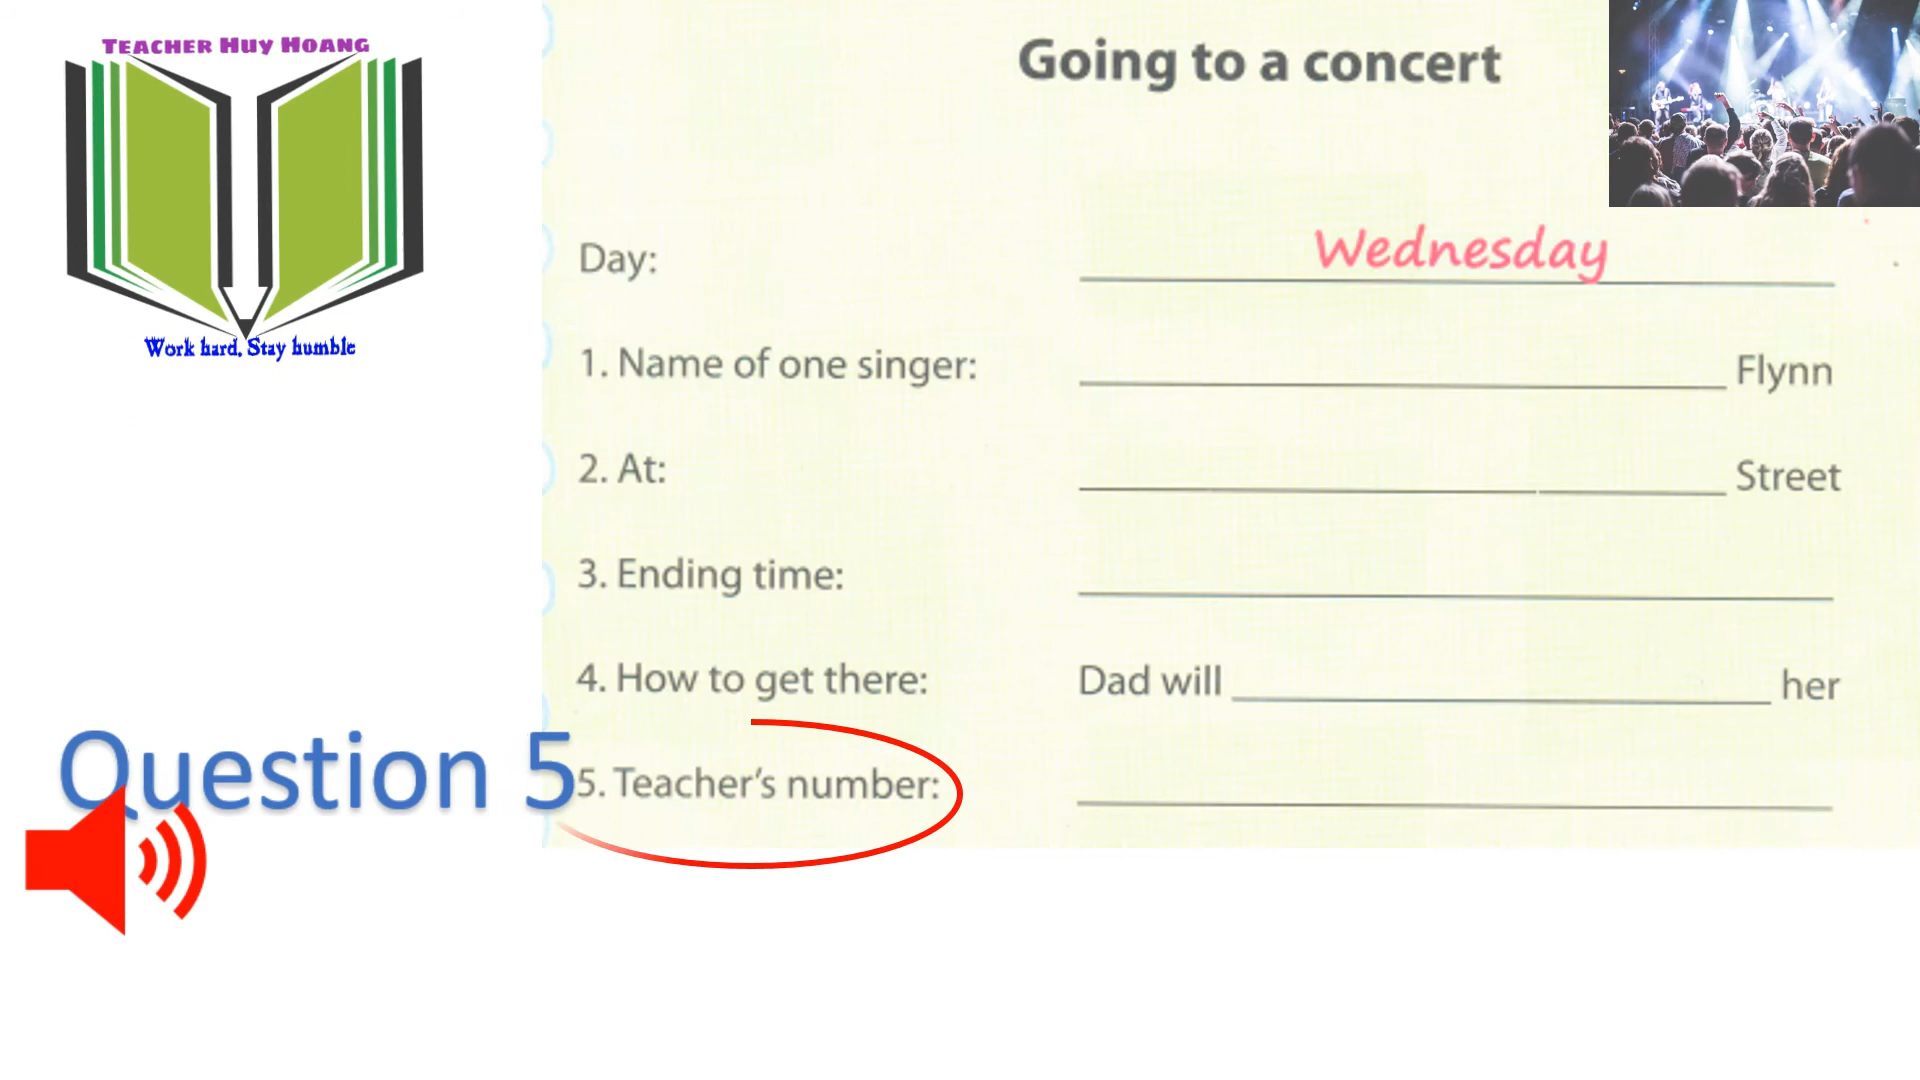 TEACHER HUY HOANG
Work hard, Stay humble
Going to a concert
Day: Wednesday
1. Name of one singer: Flynn
2. At: Street
3. Ending time:
4. How to get there: Dad will her
Question 5
5. Teacher's number: